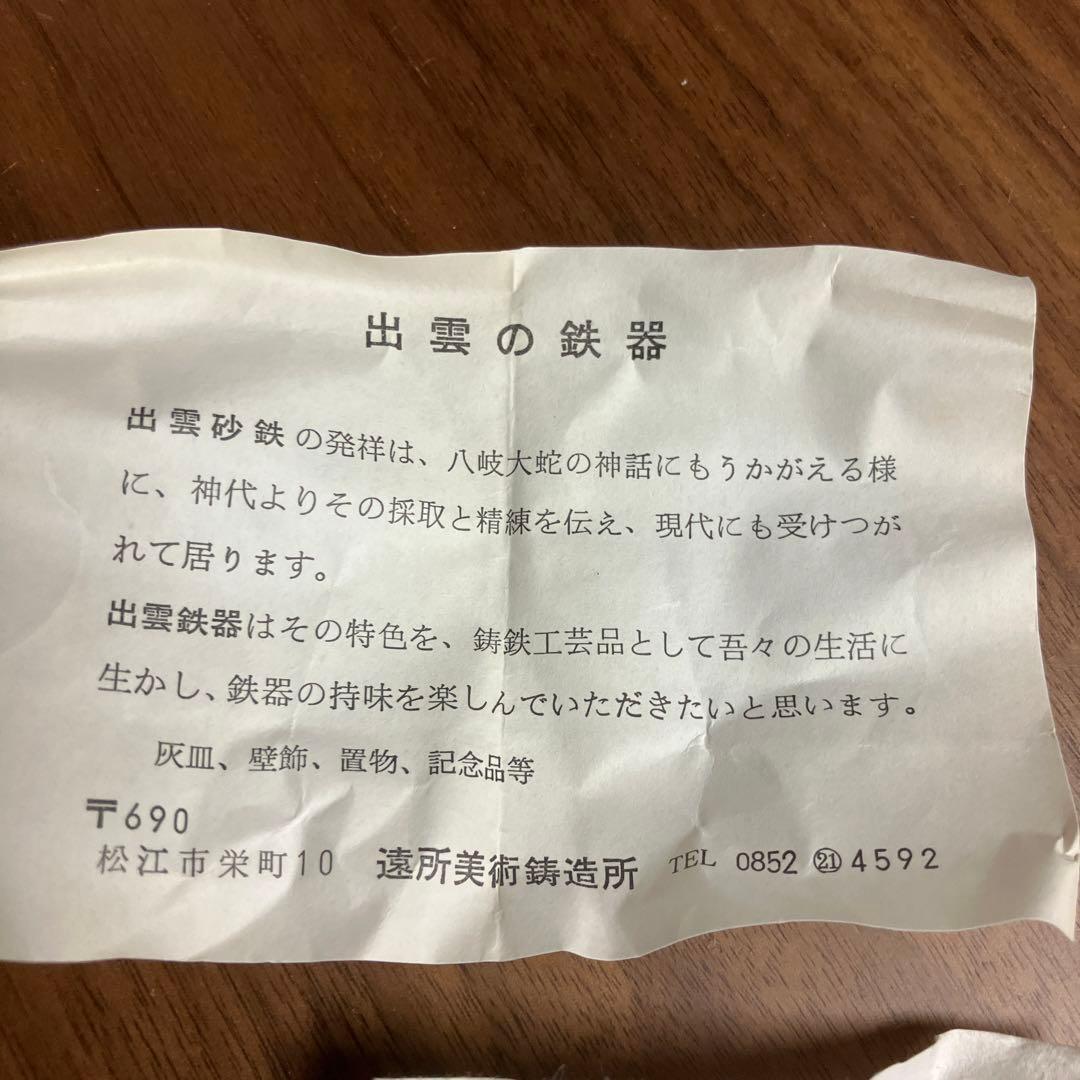 出雲の鉄器
出雲砂鉄の発祥は、八岐大蛇の神話にもうかがえる様
に、神代よりその採取と精練を伝え、現代にも受けつが
れて居ります。
出雲鉄器はその特色を、鋳鉄工芸品として吾々の生活に
生かし、鉄器の持味を楽しんでいただきたいと思います。
灰皿、壁飾、置物、記念品等
〒690
松江市栄町10 遠所美術鋳造所 TEL 0852 ㉑4592